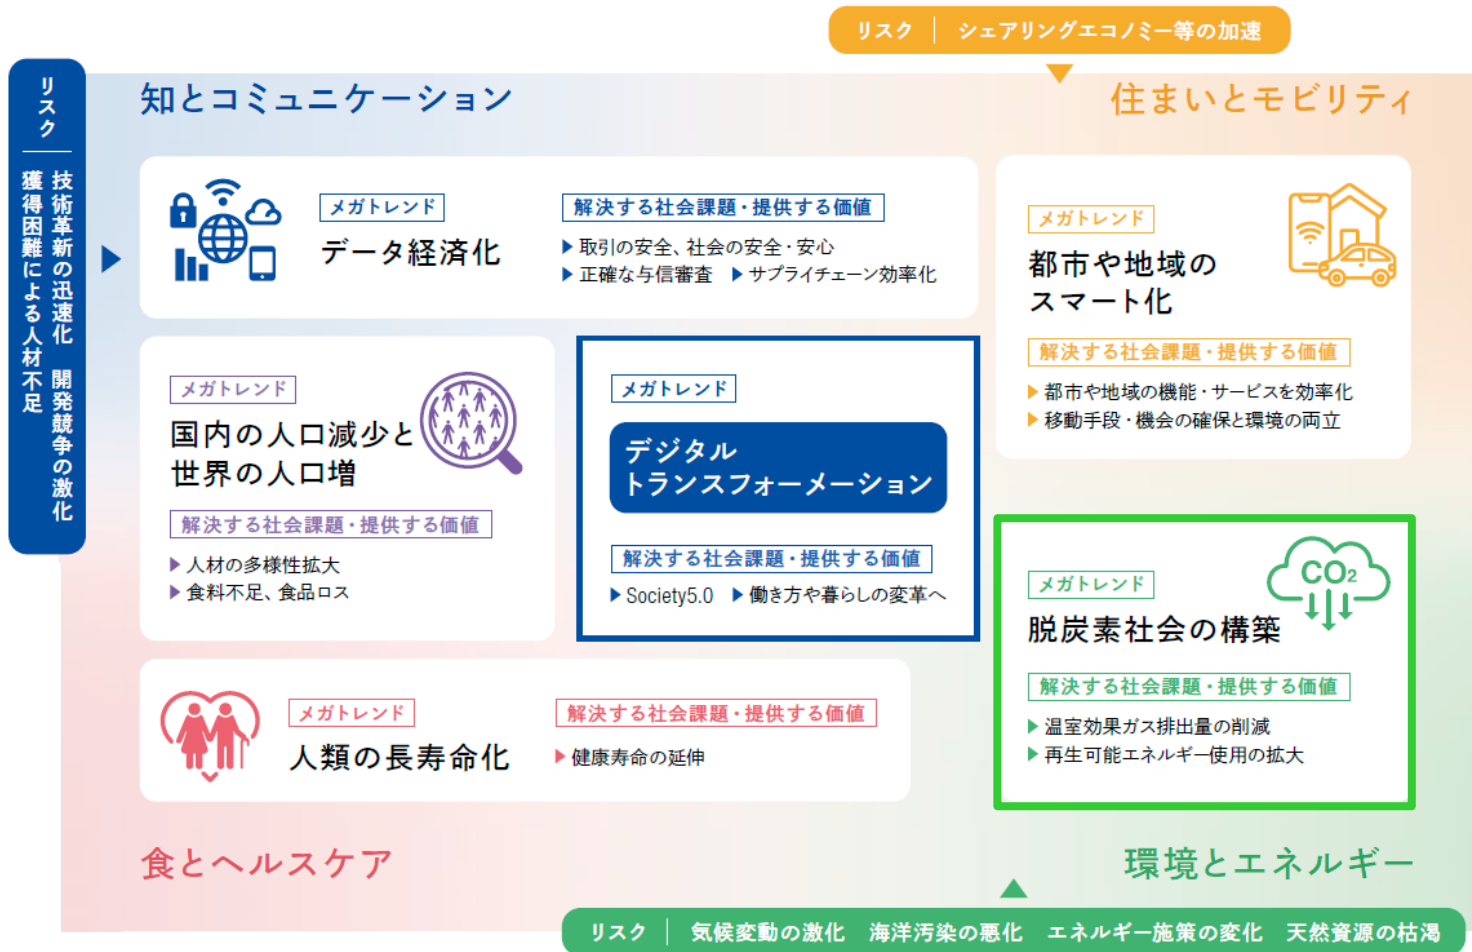 リスク シェアリングエコノミー等の加速
リスク
技術革新の迅速化 開発競争の激化
獲得困難による人材不足
知とコミュニケーション
住まいとモビリティ
メガトレンド
データ経済化
解決する社会課題・提供する価値
取引の安全、社会の安全・安心
正確な与信審査 サプライチェーン効率化
メガトレンド
都市や地域の
スマート化
解決する社会課題・提供する価値
都市や地域の機能・サービスを効率化
移動手段・機会の確保と環境の両立
メガトレンド
国内の人口減少と
世界の人口増
解決する社会課題・提供する価値
人材の多様性拡大
食料不足、食品ロス
メガトレンド
デジタル
トランスフォーメーション
解決する社会課題・提供する価値
Society5.0 働き方や暮らしの変革へ
メガトレンド
CO2
脱炭素社会の構築
解決する社会課題・提供する価値
温室効果ガス排出量の削減
再生可能エネルギー使用の拡大
メガトレンド
人類の長寿命化
解決する社会課題・提供する価値
健康寿命の延伸
食とヘルスケア
環境とエネルギー
リスク 気候変動の激化 海洋汚染の悪化 エネルギー施策の変化 天然資源の枯渇